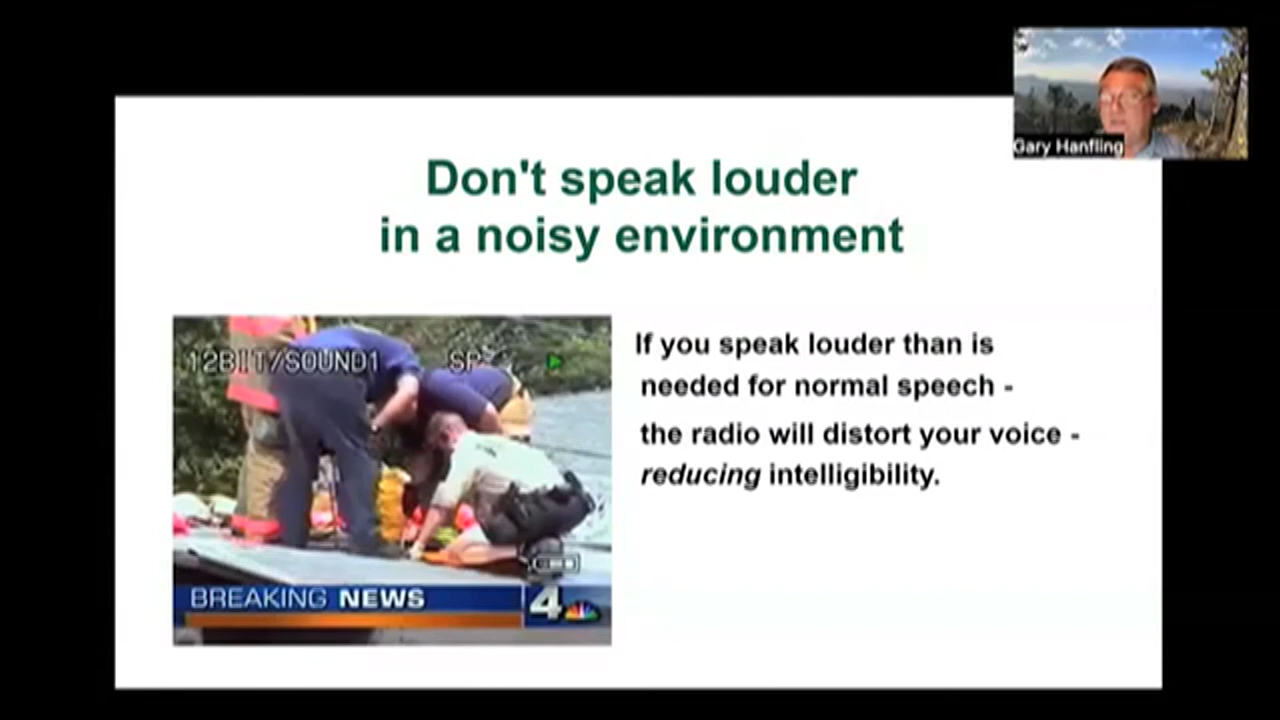 Gary Hanfling
Don't speak louder
in a noisy environment
If you speak louder than is
needed for normal speech -
the radio will distort your voice -
reducing intelligibility.
12BIT/SOUND1 SP
BREAKING NEWS 4